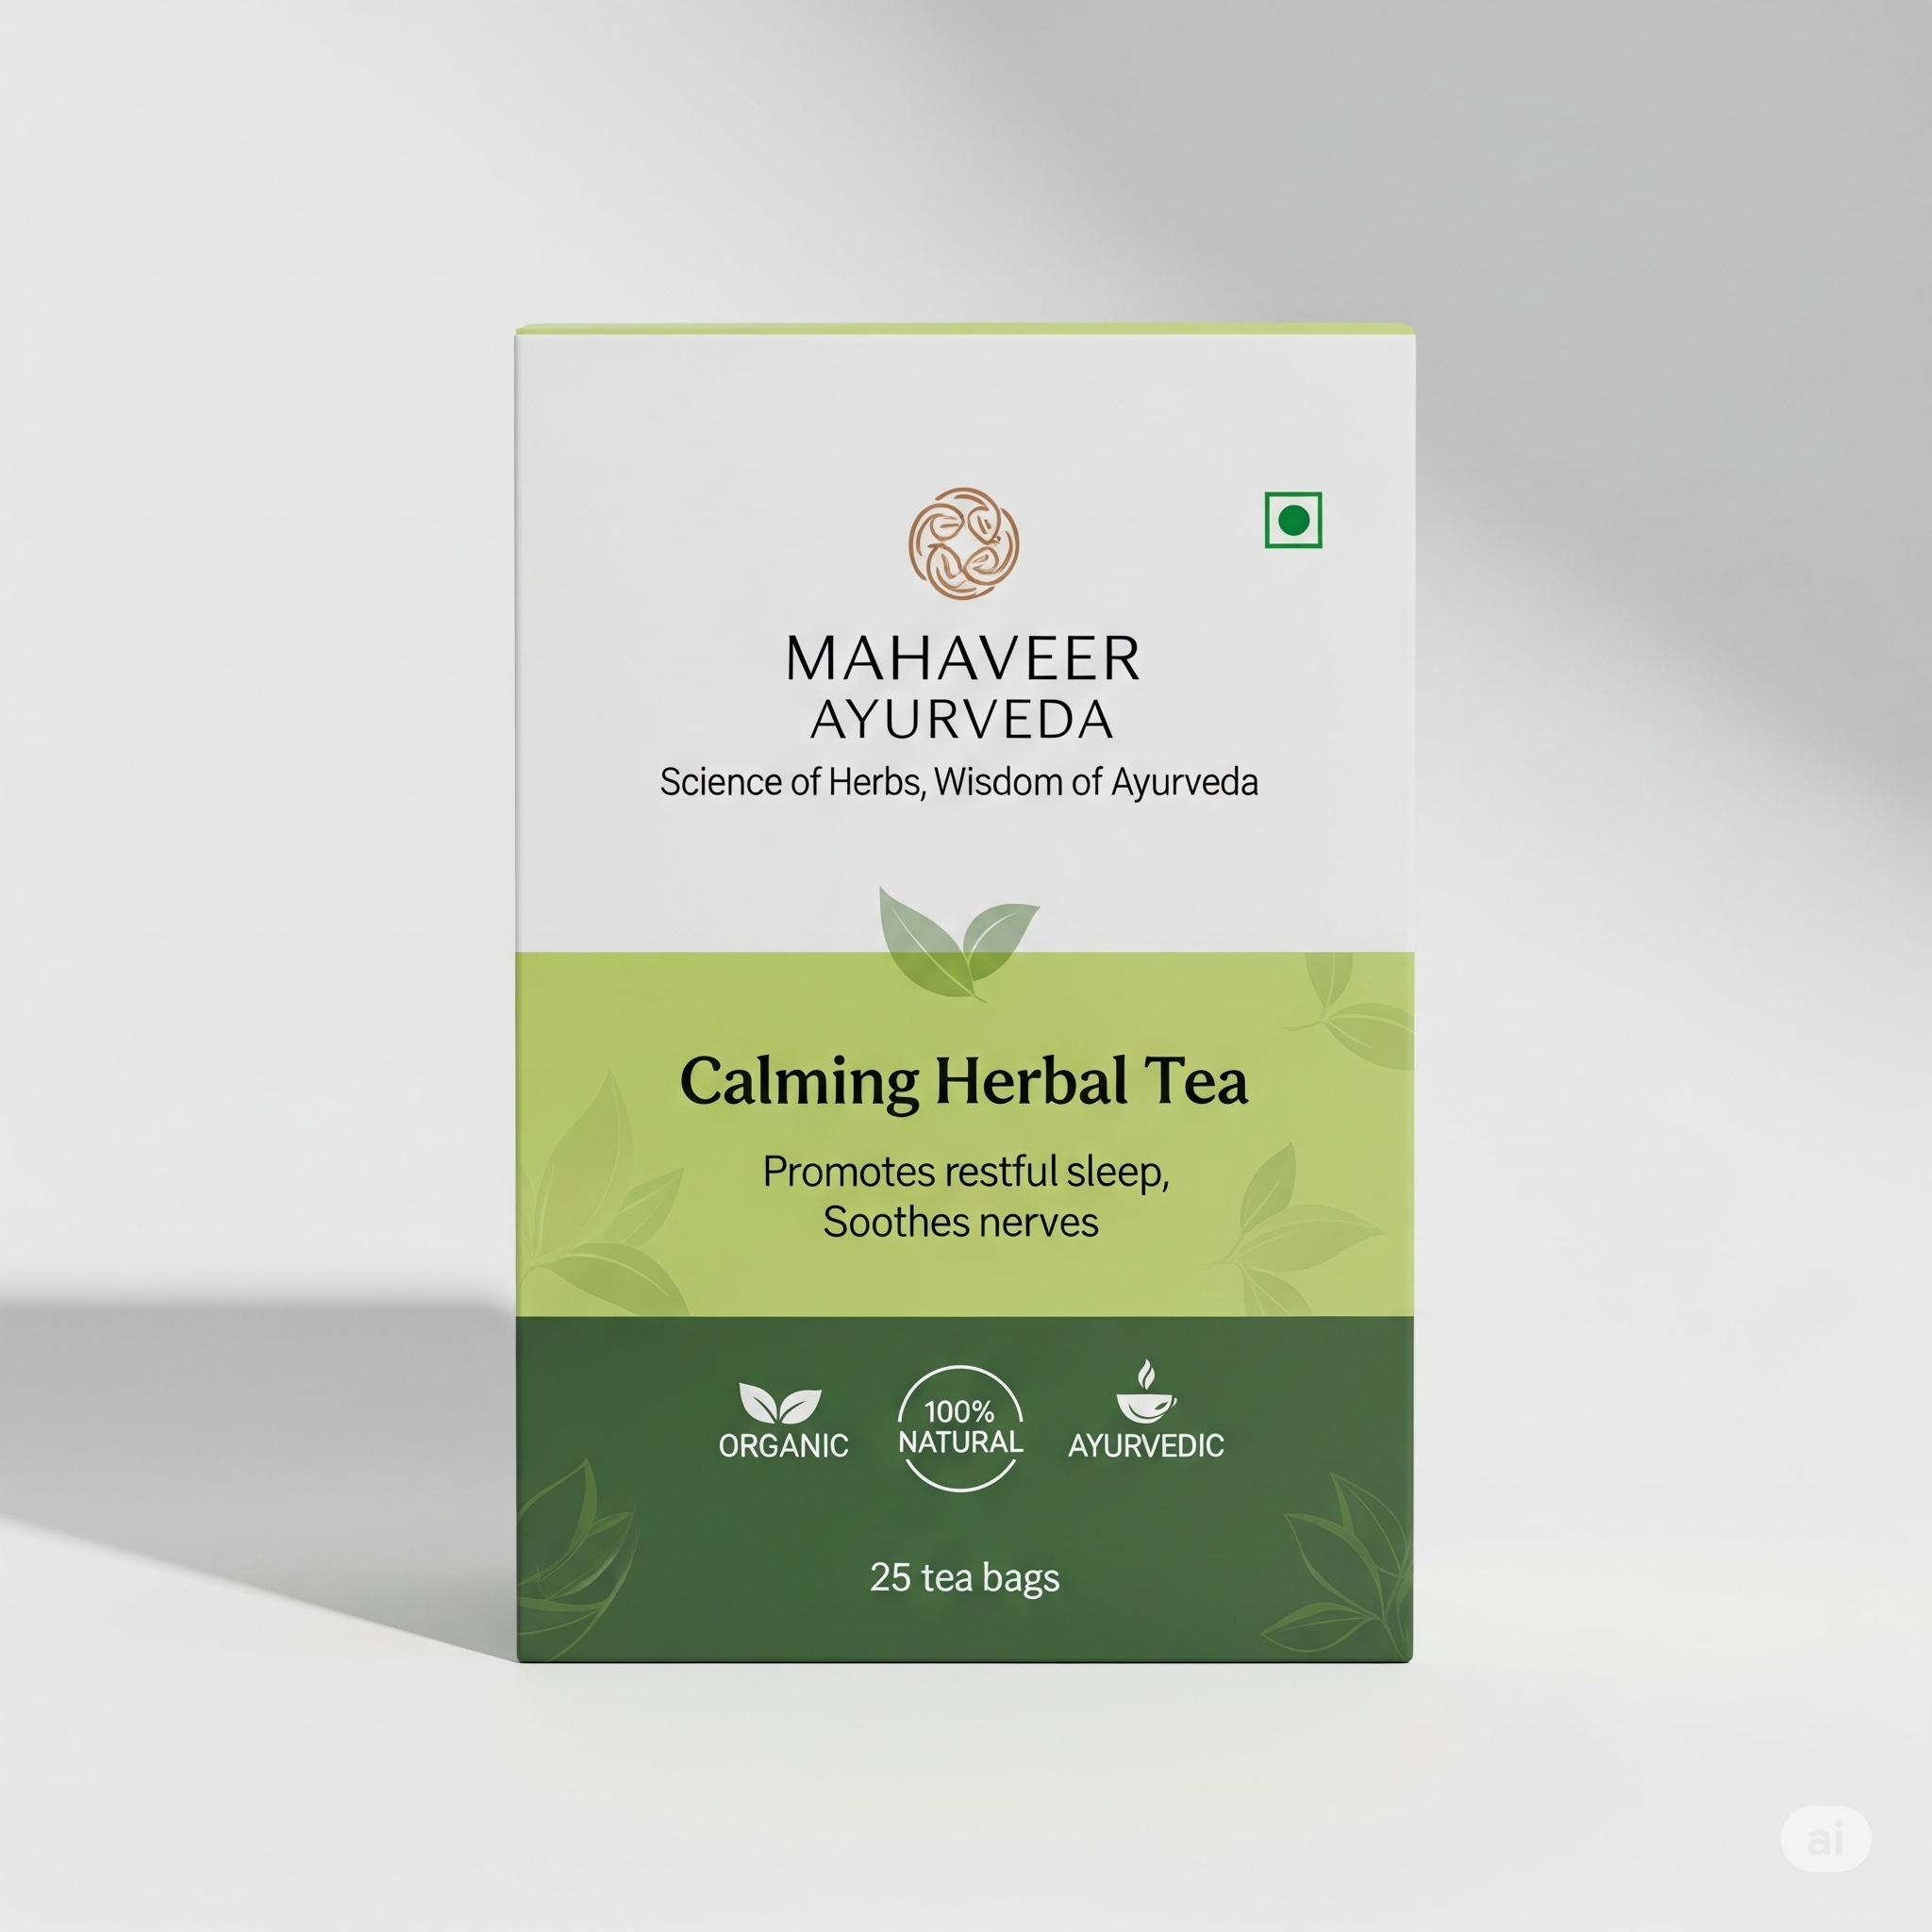 MAHAVEER
AYURVEDA
Science of Herbs, Wisdom of Ayurveda
Calming Herbal Tea
Promotes restful sleep,
Soothes nerves
ORGANIC
100%
NATURAL
AYURVEDIC
25 tea bags
ai